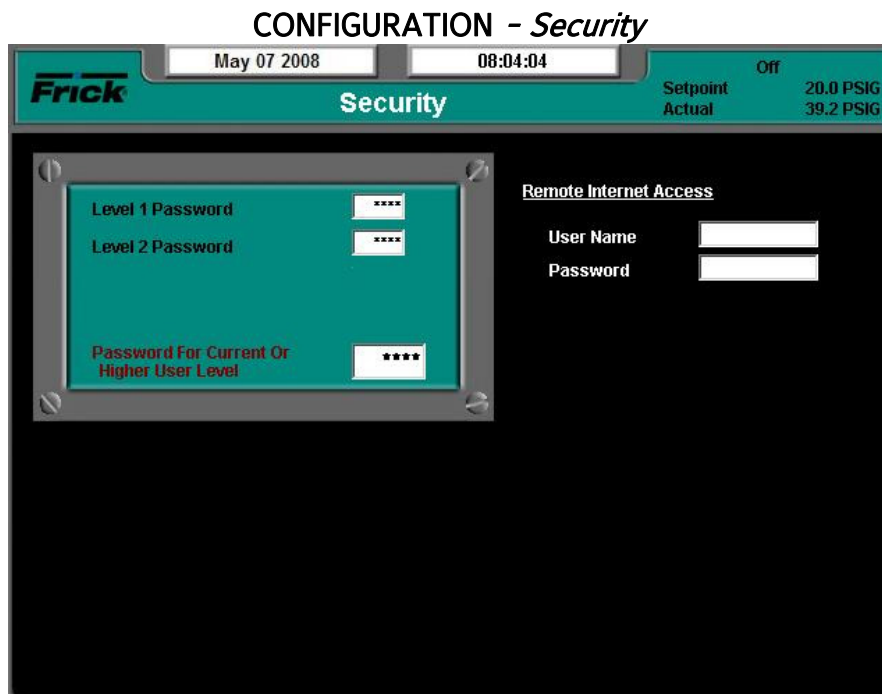 CONFIGURATION - Security
May 07 2008
08:04:04
Off
Frick
Security
Setpoint 20.0 PSIG
Actual 39.2 PSIG
Level 1 Password ****
Level 2 Password ****
Password For Current Or
Higher User Level ****
Remote Internet Access
User Name
Password